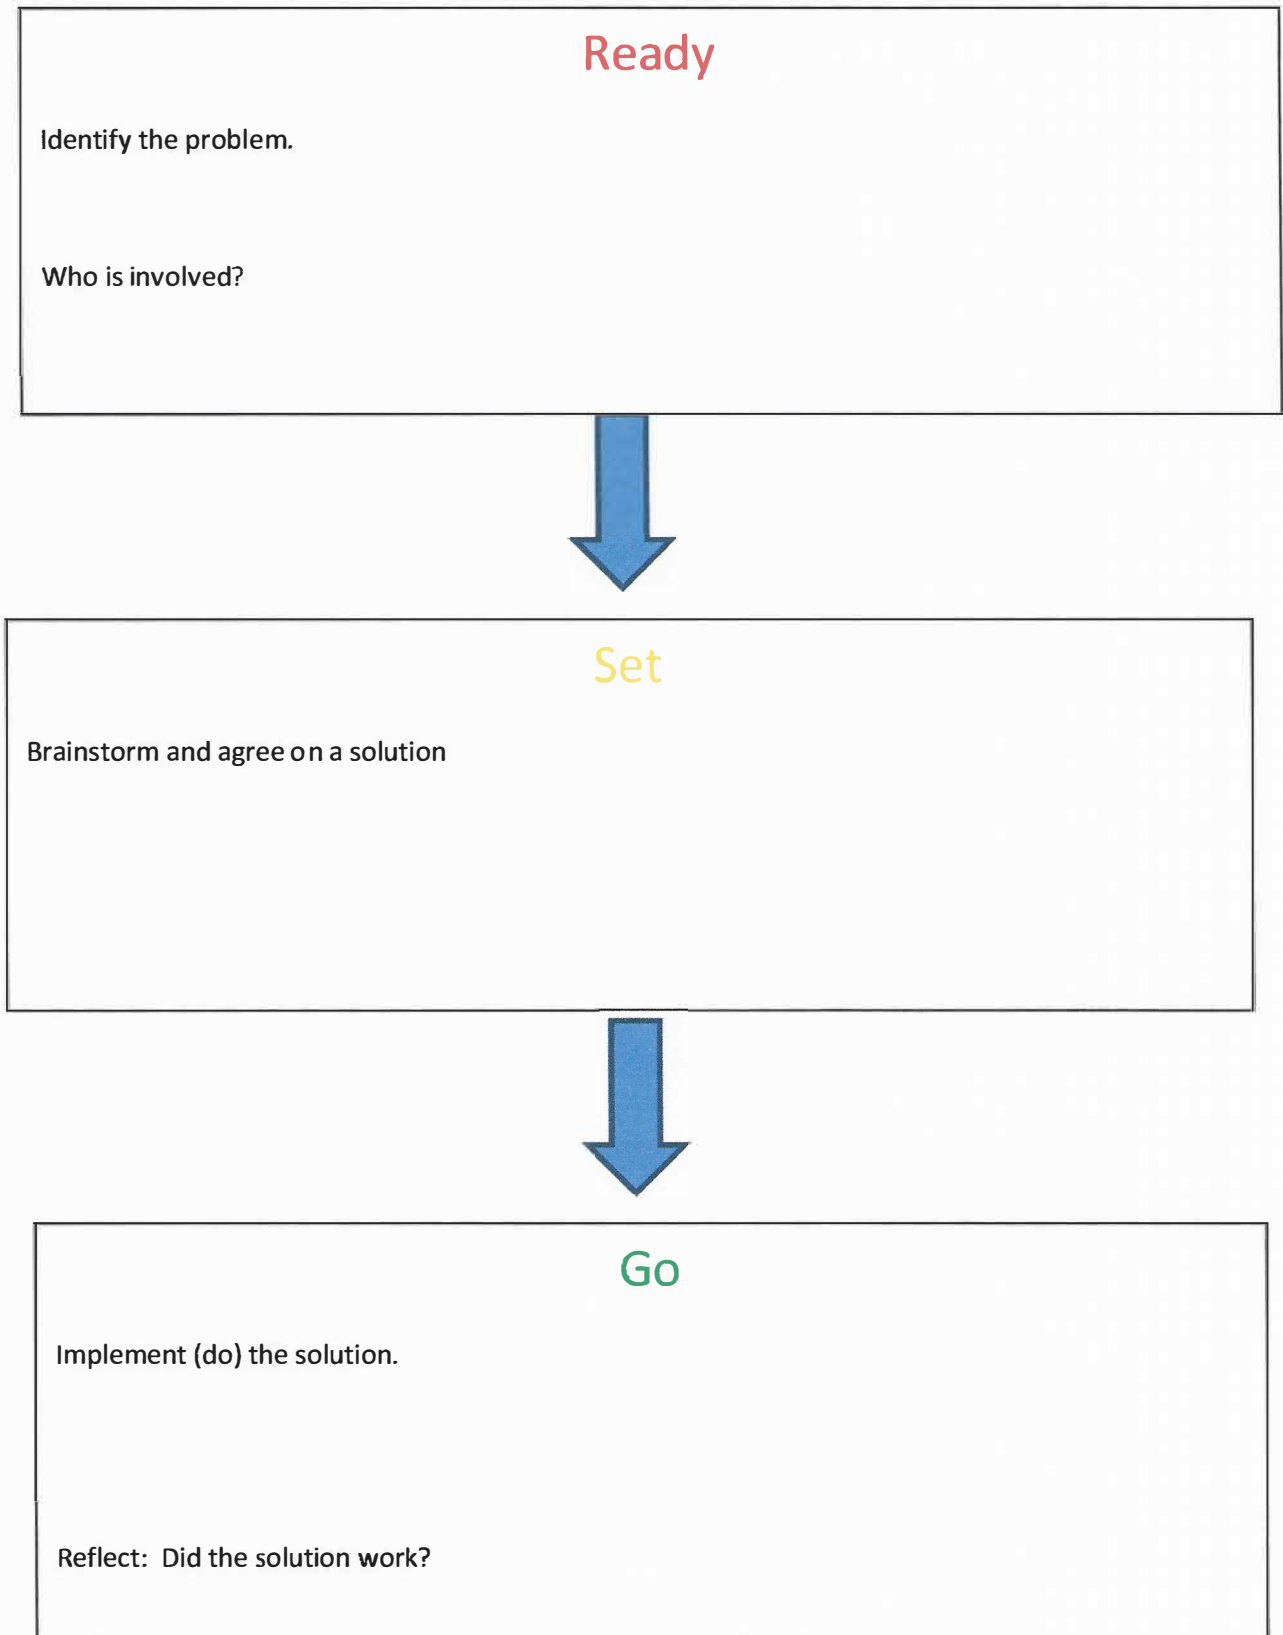 Ready
Identify the problem.
Who is involved?
Set
Brainstorm and agree on a solution
Go
Implement (do) the solution.
Reflect: Did the solution work?